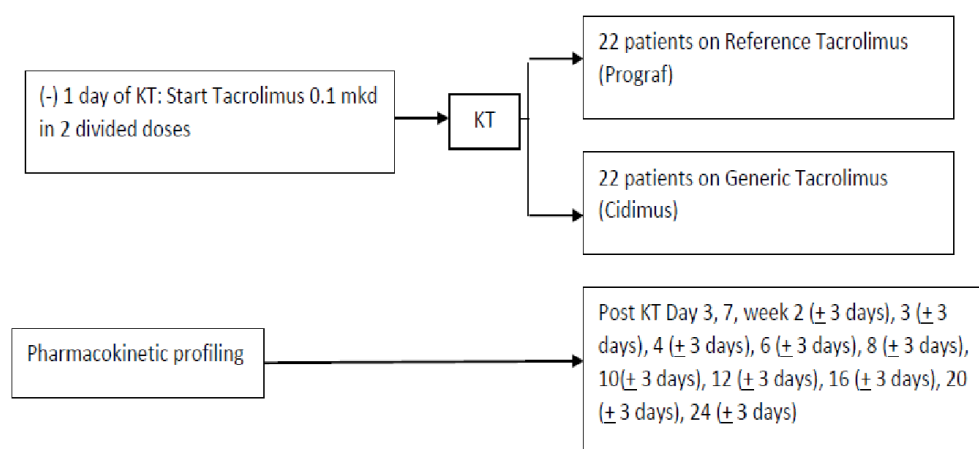 (-) 1 day of KT: Start Tacrolimus 0.1 mkd
in 2 divided doses
KT
22 patients on Reference Tacrolimus
(Prograf)
22 patients on Generic Tacrolimus
(Cidimus)
Pharmacokinetic profiling
Post KT Day 3, 7, week 2 (± 3 days), 3 (± 3
days), 4 (± 3 days), 6 (± 3 days), 8 (± 3 days),
10(± 3 days), 12 (± 3 days), 16 (± 3 days), 20
(± 3 days), 24 (± 3 days)